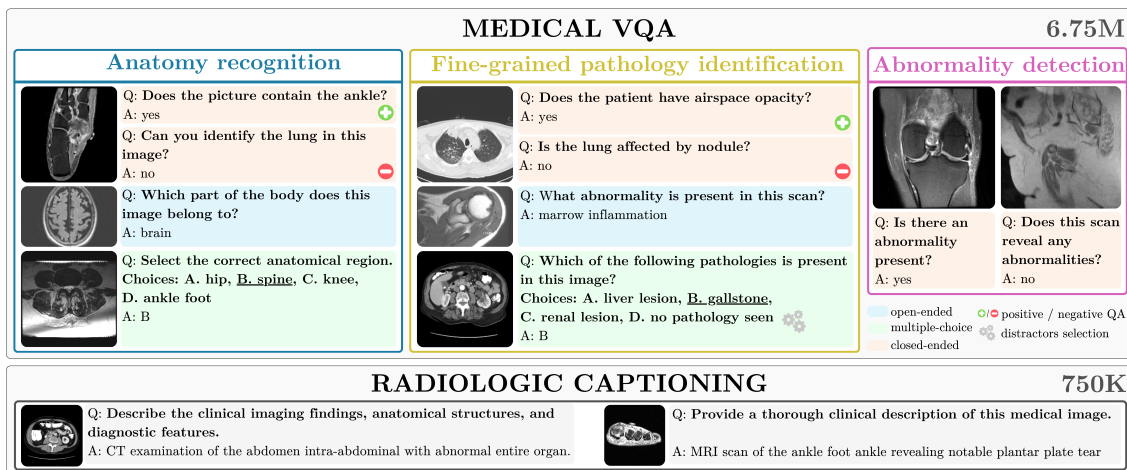 MEDICAL VQA
6.75M
Anatomy recognition
Q: Does the picture contain the ankle?
A: yes
Q: Can you identify the lung in this
image?
A: no
Q: Which part of the body does this
image belong to?
A: brain
Q: Select the correct anatomical region.
Choices: A. hip, B. spine, C. knee,
D. ankle foot
A: B
Fine-grained pathology identification
Q: Does the patient have airspace opacity?
A: yes
Q: Is the lung affected by nodule?
A: no
Q: What abnormality is present in this scan?
A: marrow inflammation
Q: Which of the following pathologies is present
in this image?
Choices: A. liver lesion, B. gallstone,
C. renal lesion, D. no pathology seen
A: B
Abnormality detection
Q: Is there an
abnormality
present?
A: yes
Q: Does this scan
reveal any
abnormalities?
A: no
open-ended
multiple-choice
closed-ended
+/- positive / negative QA
distractors selection
RADIOLOGIC CAPTIONING
750K
Q: Describe the clinical imaging findings, anatomical structures, and
diagnostic features.
A: CT examination of the abdomen intra-abdominal with abnormal entire organ.
Q: Provide a thorough clinical description of this medical image.
A: MRI scan of the ankle foot ankle revealing notable plantar plate tear